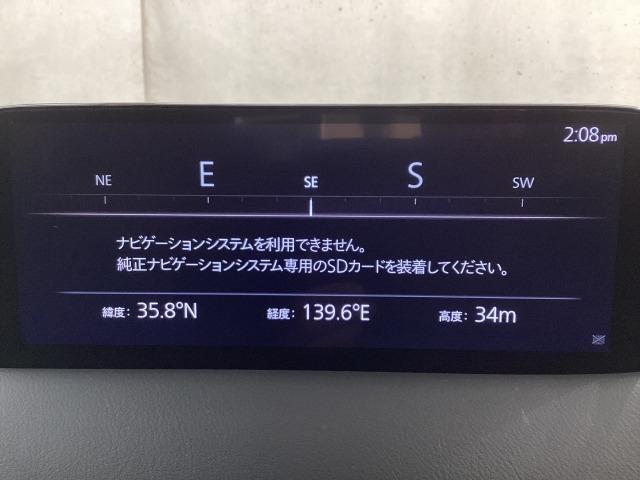 2:08pm
NE E SE S SW
ナビゲーションシステムを利用できません。
純正ナビゲーションシステム専用のSDカードを装着してください。
緯度: 35.8°N 経度: 139.6°E 高度: 34m